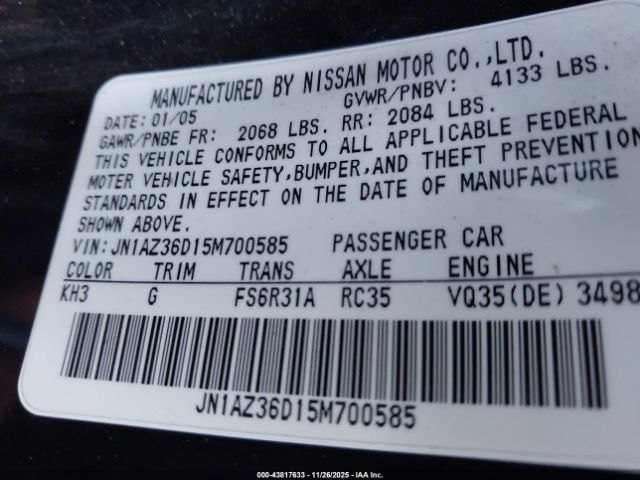 MANUFACTURED BY NISSAN MOTOR CO.,LTD.
DATE: 01/05 GVWR/PNBV: 4133 LBS.
GAWR/PNBE FR: 2068 LBS. RR: 2084 LBS.
THIS VEHICLE CONFORMS TO ALL APPLICABLE FEDERAL
MOTER VEHICLE SAFETY,BUMPER,AND THEFT PREVENTION
STANDARDS IN EFFECT ON THE DATE OF MANUFACTURE
SHOWN ABOVE.
VIN:JN1AZ36D15M700585 PASSENGER CAR
COLOR TRIM TRANS AXLE ENGINE
KH3 G FS6R31A RC35 VQ35(DE) 3498
JN1AZ36D15M700585
000-43817633 - 11/26/2025 - IAA Inc.